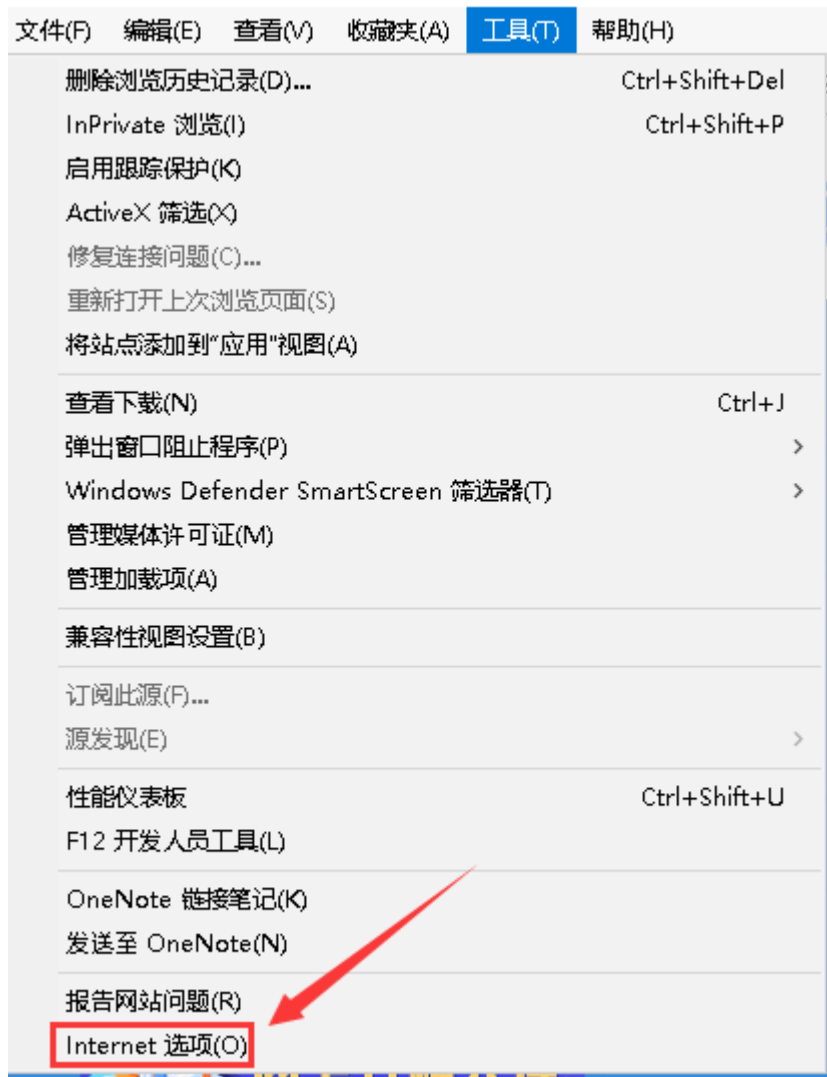 文件(F) 编辑(E) 查看(V) 收藏夹(A) 工具(T) 帮助(H)
删除浏览历史记录(D)... Ctrl+Shift+Del
InPrivate 浏览(I) Ctrl+Shift+P
启用跟踪保护(K)
ActiveX 筛选(X)
修复连接问题(C)...
重新打开上次浏览页面(S)
将站点添加到"应用"视图(A)
查看下载(N) Ctrl+J
弹出窗口阻止程序(P)
Windows Defender SmartScreen 筛选器(T)
管理媒体许可证(M)
管理加载项(A)
兼容性视图设置(B)
订阅此源(F)...
源发现(E)
性能仪表板 Ctrl+Shift+U
F12 开发人员工具(L)
OneNote 链接笔记(K)
发送至 OneNote(N)
报告网站问题(R)
Internet 选项(O)